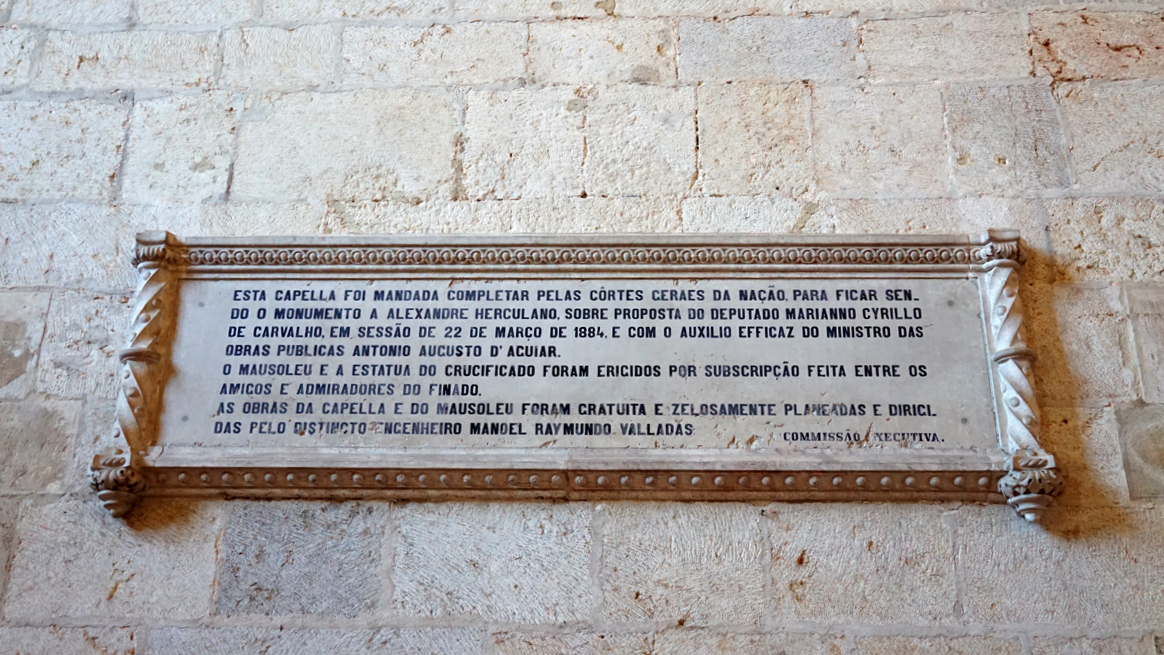 ESTA CAPELLA FOI MANDADA COMPLETAR PELAS CÔRTES GERAES DA NAÇÃO, PARA FICAR SEN_
DO O MONUMENTO A ALEXANDRE HERCULANO, SOBRE PROPOSTA DO DEPUTADO MARIANNO CYRILLO
DE CARVALHO, EM SESSÃO DE 22 DE MARÇO DE 1884, E COM O AUXILIO EFFICAZ DO MINISTRO DAS
OBRAS PUBLICAS ANTONIO AUGUSTO D'AGUIAR.
O MAUSOLEU E A ESTATUA DO CRUCIFICADO FORAM ERIGIDOS POR SUBSCRIPÇÃO FEITA ENTRE OS
AMIGOS E ADMIRADORES DO FINADO.
AS OBRAS DA CAPELLA E DO MAUSOLEU FORAM GRATUITA E ZELOSAMENTE PLANEADAS E DIRIGI_
DAS PELO DISTINCTO ENGENHEIRO MANOEL RAYMUNDO VALLADAS
COMMISSÃO EXECUTIVA.